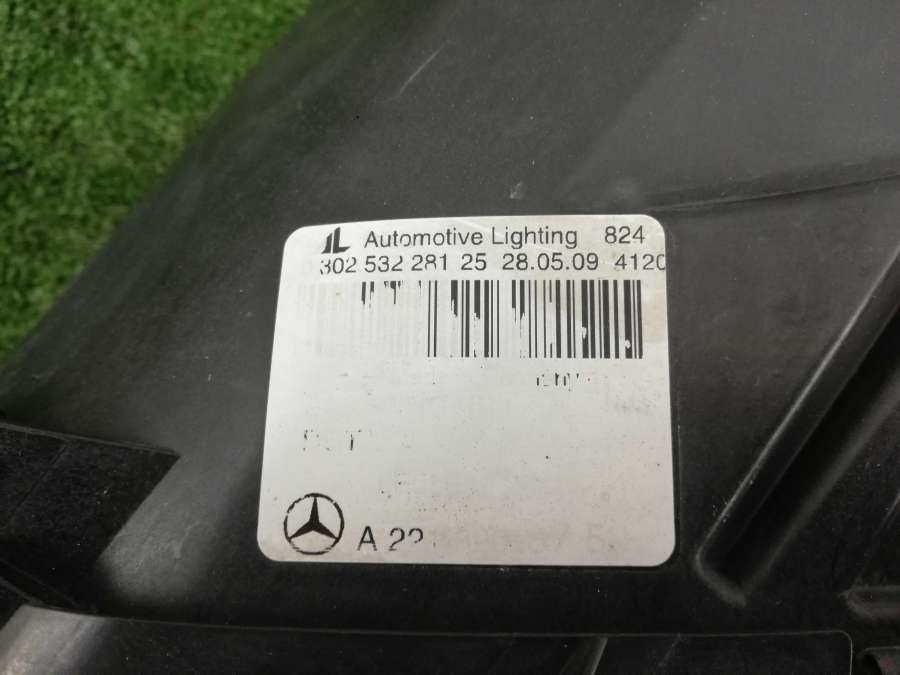 Automotive Lighting 824
302 532 281 25 28.05.09 4120
A 22